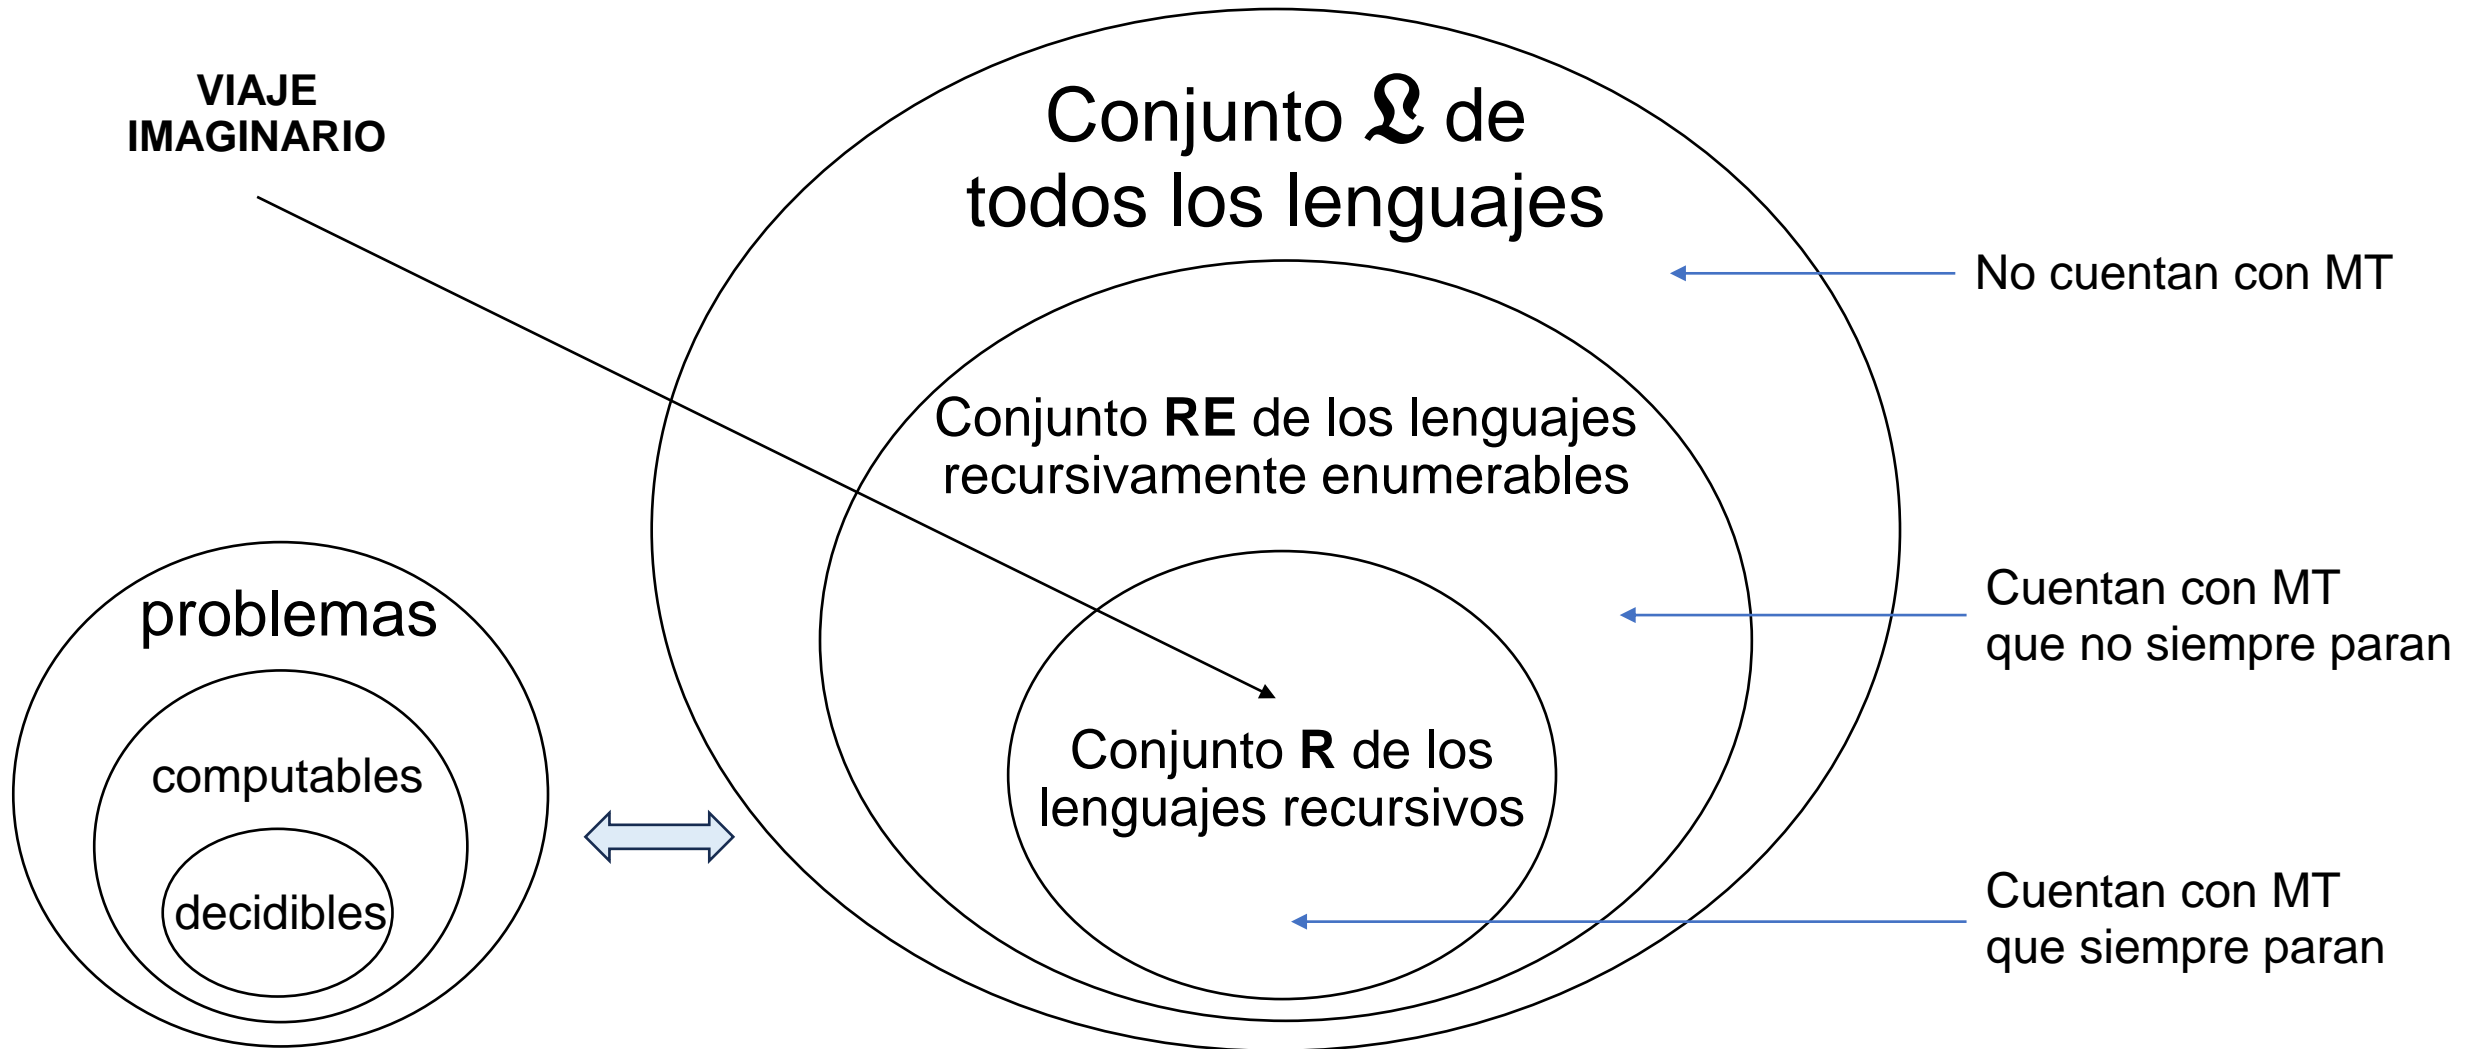 VIAJE
IMAGINARIO
Conjunto 𝕷 de
todos los lenguajes
No cuentan con MT
Conjunto RE de los lenguajes
recursivamente enumerables
Cuentan con MT
que no siempre paran
problemas
computables
decidibles
Conjunto R de los
lenguajes recursivos
Cuentan con MT
que siempre paran